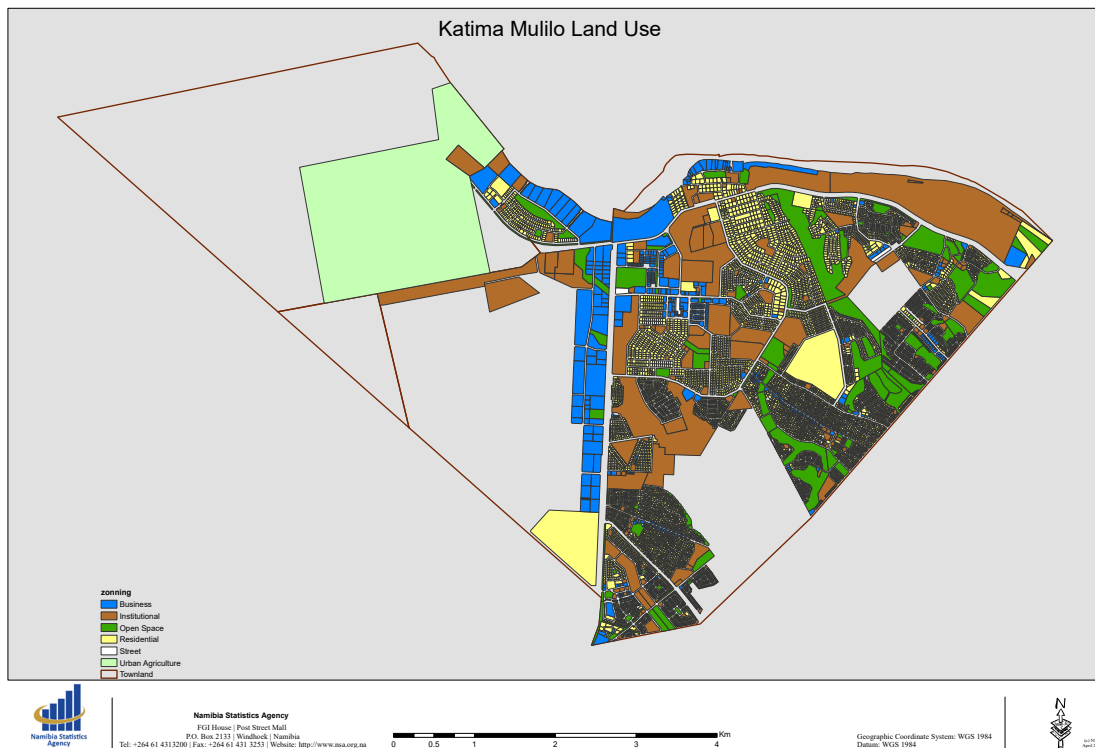 Katima Mulilo Land Use
zonning
Business
Institutional
Open Space
Residential
Street
Urban Agriculture
Townland
Namibia Statistics
Agency
Namibia Statistics Agency
FGI House | Post Street Mall
P.O. Box 2133 | Windhoek | Namibia
Tel: +264 61 4313200 | Fax: +264 61 431 3253 | Website: http://www.nsa.org.na
Km
0 0.5 1 2 3 4
Geographic Coordinate System: WGS 1984
Datum: WGS 1984
N